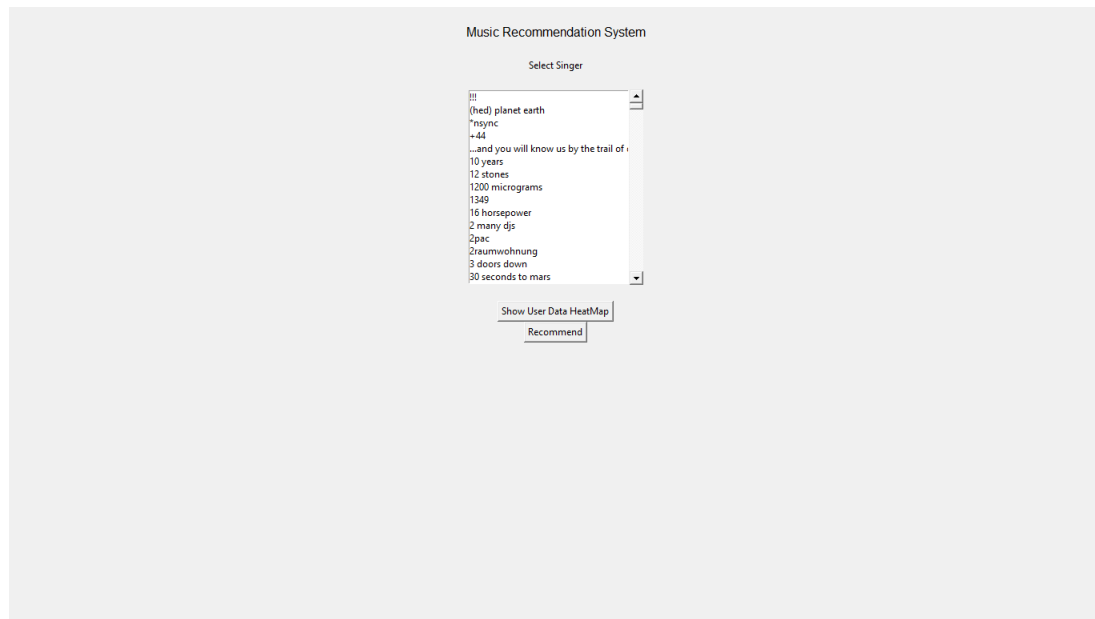 Music Recommendation System
Select Singer
!!!
(hed) planet earth
*nsync
+44
...and you will know us by the trail of
10 years
12 stones
1200 micrograms
1349
16 horsepower
2 many djs
2pac
2raumwohnung
3 doors down
30 seconds to mars
Show User Data HeatMap
Recommend